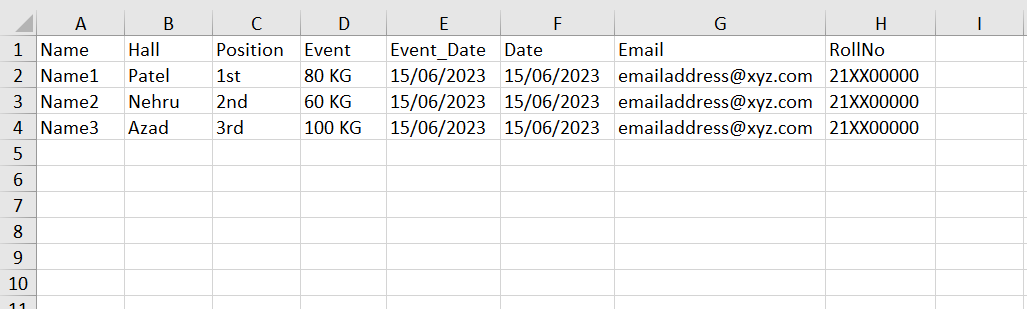 A B C D E F G H I
1 Name Hall Position Event Event_Date Date Email RollNo
2 Name1 Patel 1st 80 KG 15/06/2023 15/06/2023 emailaddress@xyz.com 21XX00000
3 Name2 Nehru 2nd 60 KG 15/06/2023 15/06/2023 emailaddress@xyz.com 21XX00000
4 Name3 Azad 3rd 100 KG 15/06/2023 15/06/2023 emailaddress@xyz.com 21XX00000
5
6
7
8
9
10
11